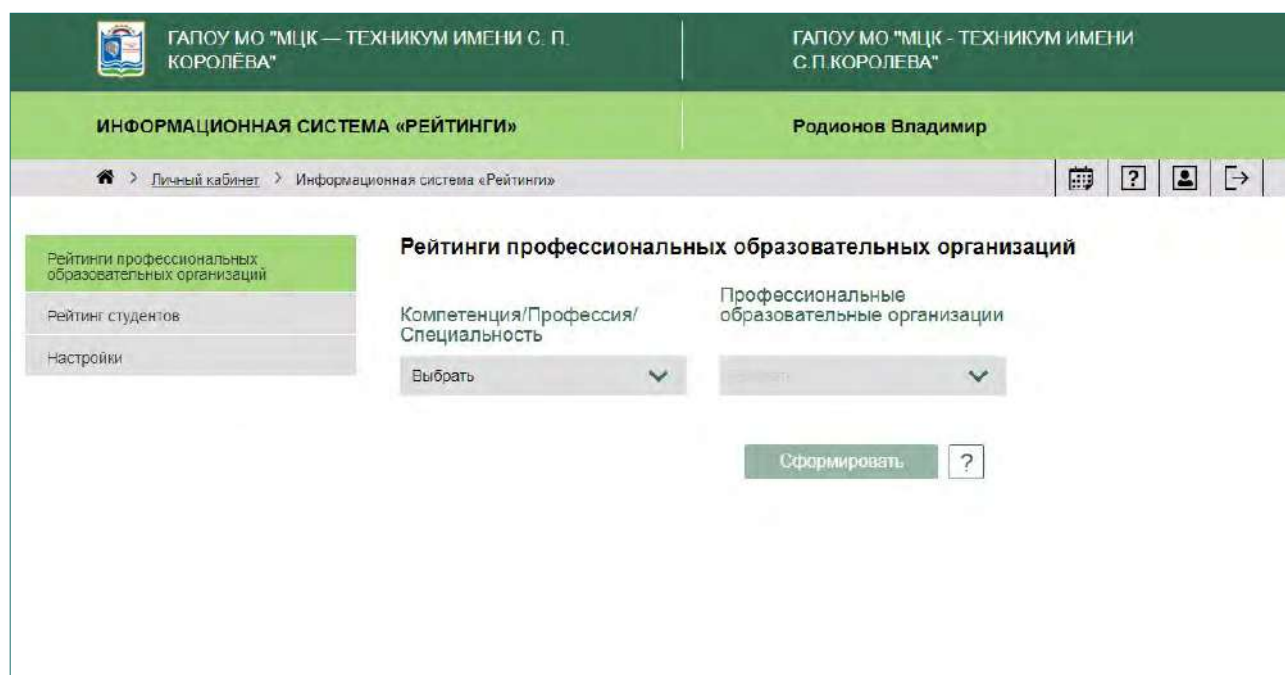 ГАПОУ МО "МЦК — ТЕХНИКУМ ИМЕНИ С. П.
КОРОЛЁВА"
ГАПОУ МО "МЦК - ТЕХНИКУМ ИМЕНИ
С.П.КОРОЛЕВА"
ИНФОРМАЦИОННАЯ СИСТЕМА «РЕЙТИНГИ»
Родионов Владимир
> Личный кабинет > Информационная система «Рейтинги»
Рейтинги профессиональных
образовательных организаций
Рейтинг студентов
Настройки
Рейтинги профессиональных образовательных организаций
Компетенция/Профессия/
Специальность
Выбрать
Профессиональные
образовательные организации
Сформировать ?